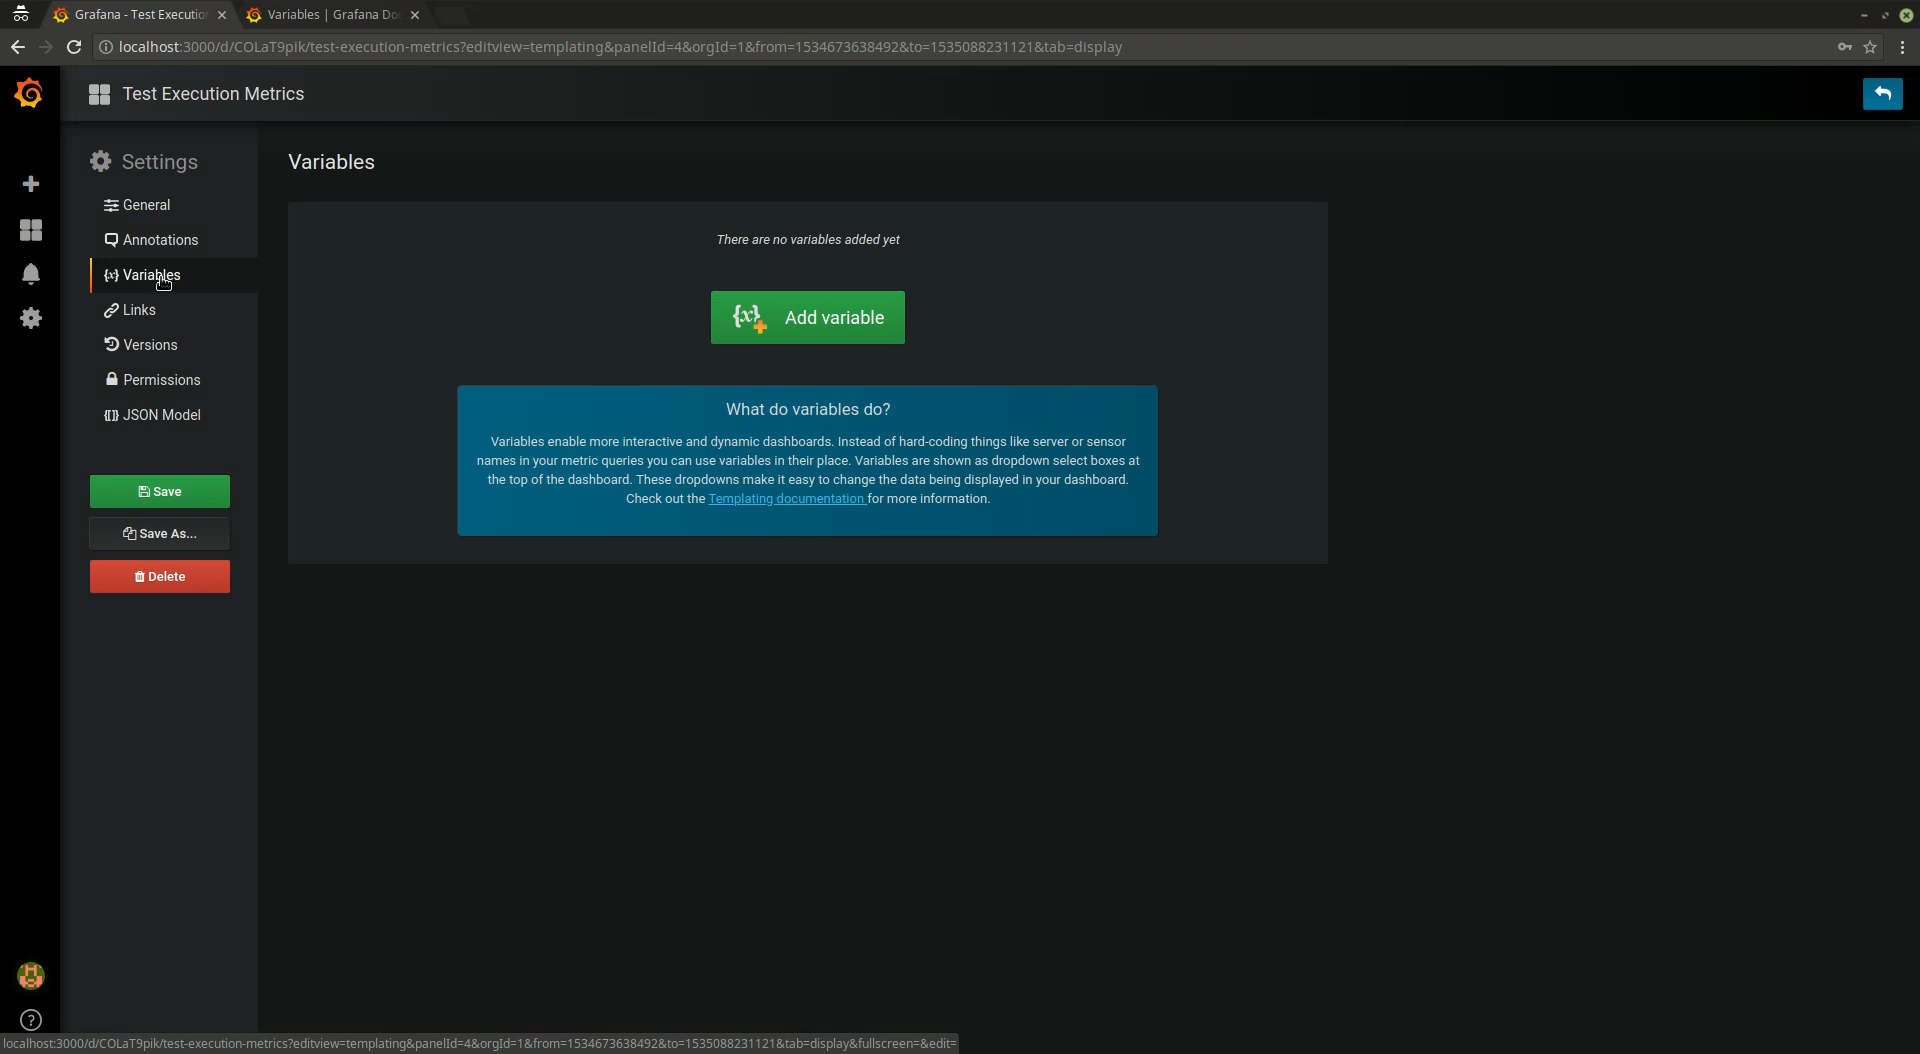 Grafana - Test Executio
Variables | Grafana Do
localhost:3000/d/COLaT9pik/test-execution-metrics?editview=templating&panelId=4&orgId=1&from=1534673638492&to=1535088231121&tab=display
Test Execution Metrics
Settings
General
Annotations
{x} Variables
Links
Versions
Permissions
JSON Model
Save
Save As...
Delete
Variables
There are no variables added yet
{x} Add variable
What do variables do?
Variables enable more interactive and dynamic dashboards. Instead of hard-coding things like server or sensor
names in your metric queries you can use variables in their place. Variables are shown as dropdown select boxes at
the top of the dashboard. These dropdowns make it easy to change the data being displayed in your dashboard.
Check out the Templating documentation for more information.
localhost:3000/d/COLaT9pik/test-execution-metrics?editview=templating&panelId=4&orgId=1&from=1534673638492&to=1535088231121&tab=display&fullscreen=&edit=